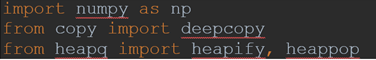 import numpy as np
from copy import deepcopy
from heapq import heapify, heappop